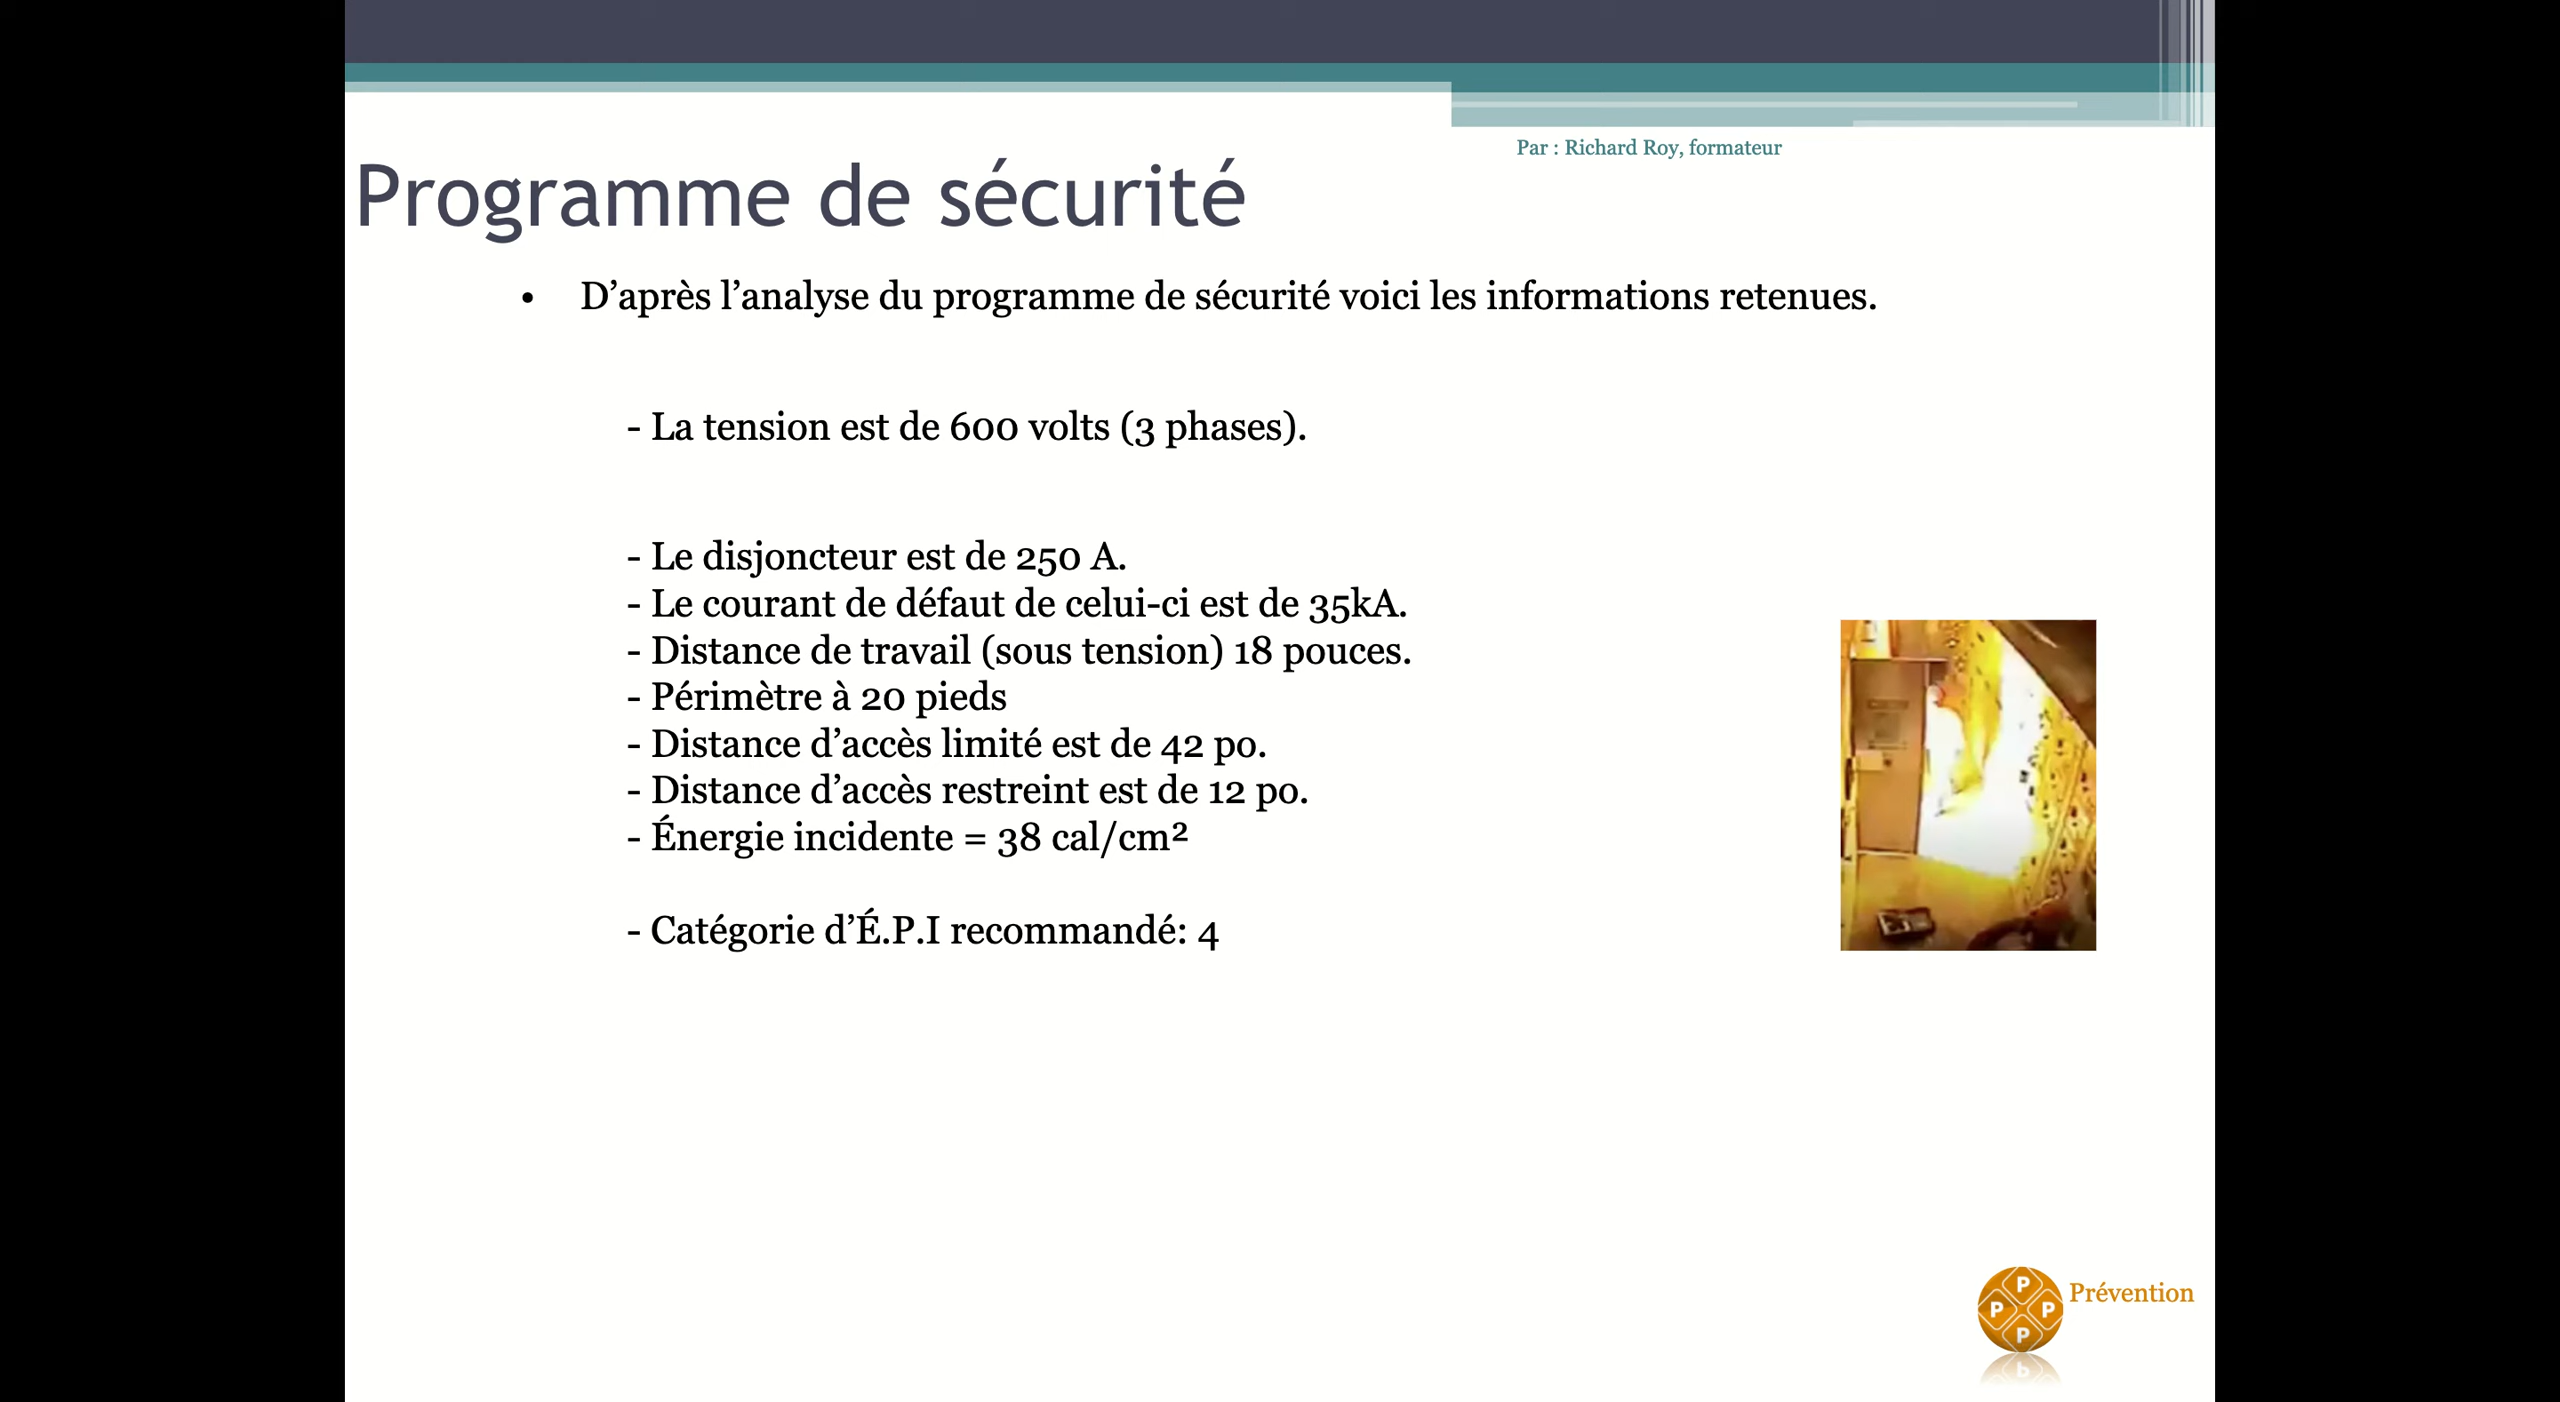 Par : Richard Roy, formateur
Programme de sécurité
• D’après l’analyse du programme de sécurité voici les informations retenues.
- La tension est de 600 volts (3 phases).
- Le disjoncteur est de 250 A.
- Le courant de défaut de celui-ci est de 35kA.
- Distance de travail (sous tension) 18 pouces.
- Périmètre à 20 pieds
- Distance d’accès limité est de 42 po.
- Distance d’accès restreint est de 12 po.
- Énergie incidente = 38 cal/cm²
- Catégorie d’É.P.I recommandé: 4
P
P P
P
Prévention